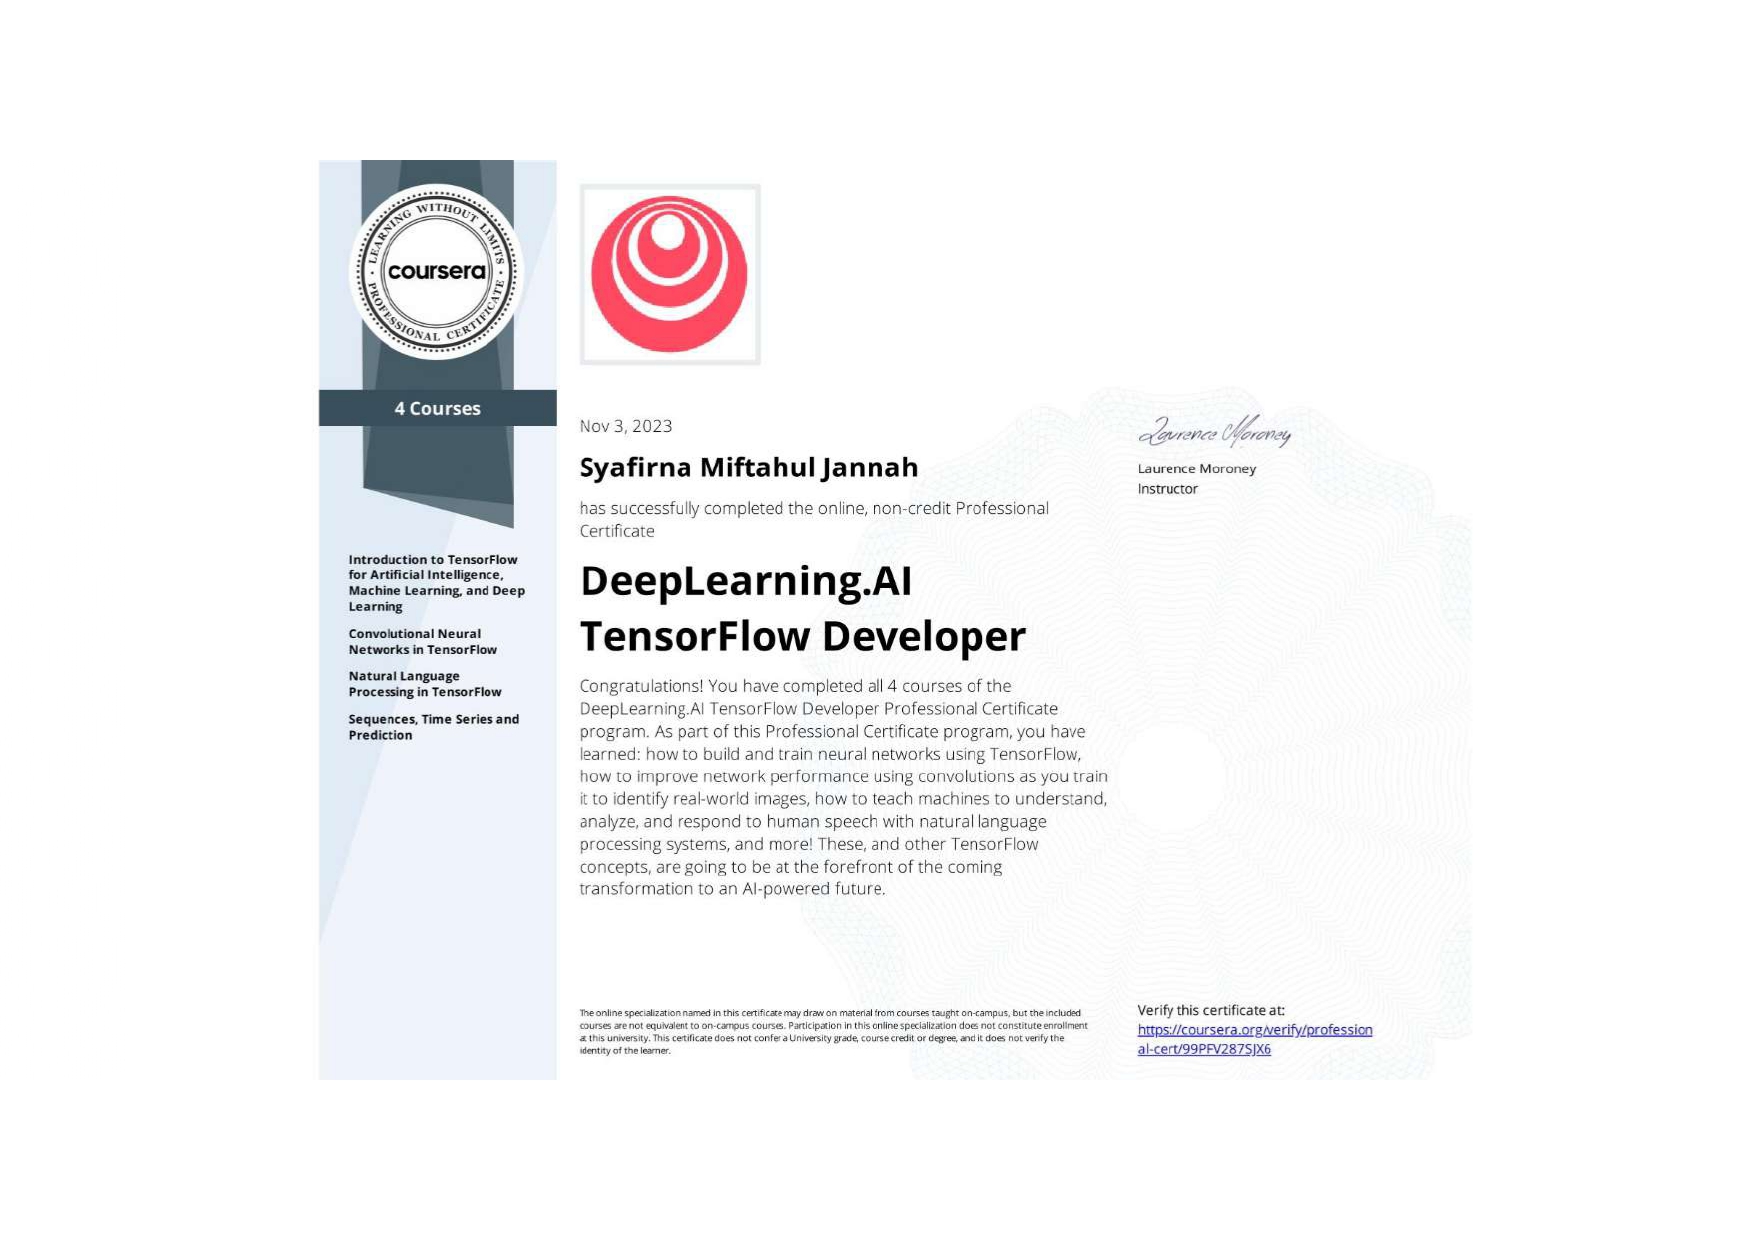 LEARNING WITHOUT LIMITS
coursera
PROFESSIONAL CERTIFICATE
4 Courses
Introduction to TensorFlow
for Artificial Intelligence,
Machine Learning, and Deep
Learning
Convolutional Neural
Networks in TensorFlow
Natural Language
Processing in TensorFlow
Sequences, Time Series and
Prediction
Nov 3, 2023
Syafirna Miftahul Jannah
has successfully completed the online, non-credit Professional
Certificate
DeepLearning.AI
TensorFlow Developer
Congratulations! You have completed all 4 courses of the
DeepLearning.AI TensorFlow Developer Professional Certificate
program. As part of this Professional Certificate program, you have
learned: how to build and train neural networks using TensorFlow,
how to improve network performance using convolutions as you train
it to identify real-world images, how to teach machines to understand,
analyze, and respond to human speech with natural language
processing systems, and more! These, and other TensorFlow
concepts, are going to be at the forefront of the coming
transformation to an AI-powered future.
The online specialization named in this certificate may draw on material from courses taught on-campus, but the included
courses are not equivalent to on-campus courses. Participation in this online specialization does not constitute enrollment
at this university. This certificate does not confer a University grade, course credit or degree, and it does not verify the
identity of the learner.
Laurence Moroney
Laurence Moroney
Instructor
Verify this certificate at:
https://coursera.org/verify/profession
al-cert/99PFV287SJX6